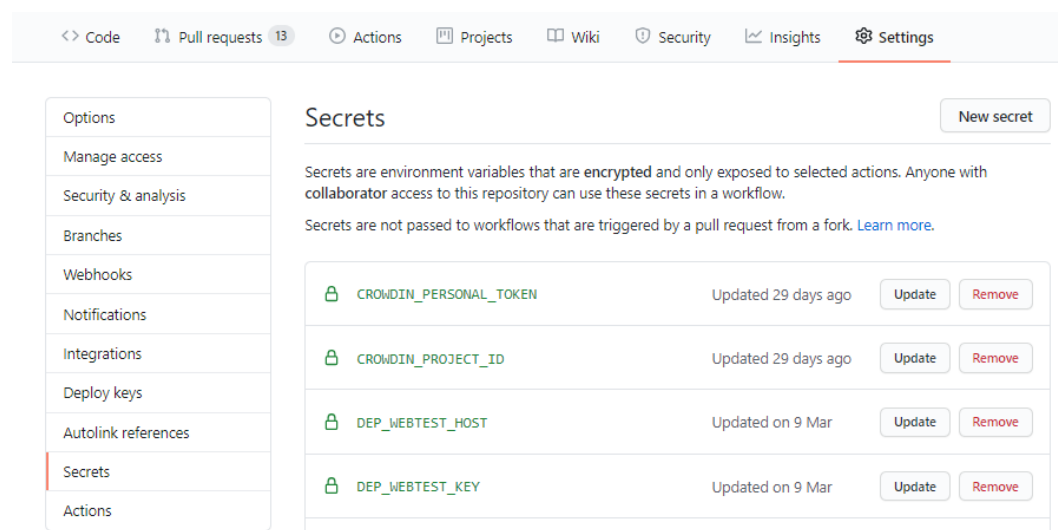 Code
Pull requests 13
Actions
Projects
Wiki
Security
Insights
Settings
Options
Manage access
Security & analysis
Branches
Webhooks
Notifications
Integrations
Deploy keys
Autolink references
Secrets
Actions
Secrets
New secret
Secrets are environment variables that are encrypted and only exposed to selected actions. Anyone with
collaborator access to this repository can use these secrets in a workflow.
Secrets are not passed to workflows that are triggered by a pull request from a fork. Learn more.
CROWDIN_PERSONAL_TOKEN Updated 29 days ago Update Remove
CROWDIN_PROJECT_ID Updated 29 days ago Update Remove
DEP_WEBTEST_HOST Updated on 9 Mar Update Remove
DEP_WEBTEST_KEY Updated on 9 Mar Update Remove